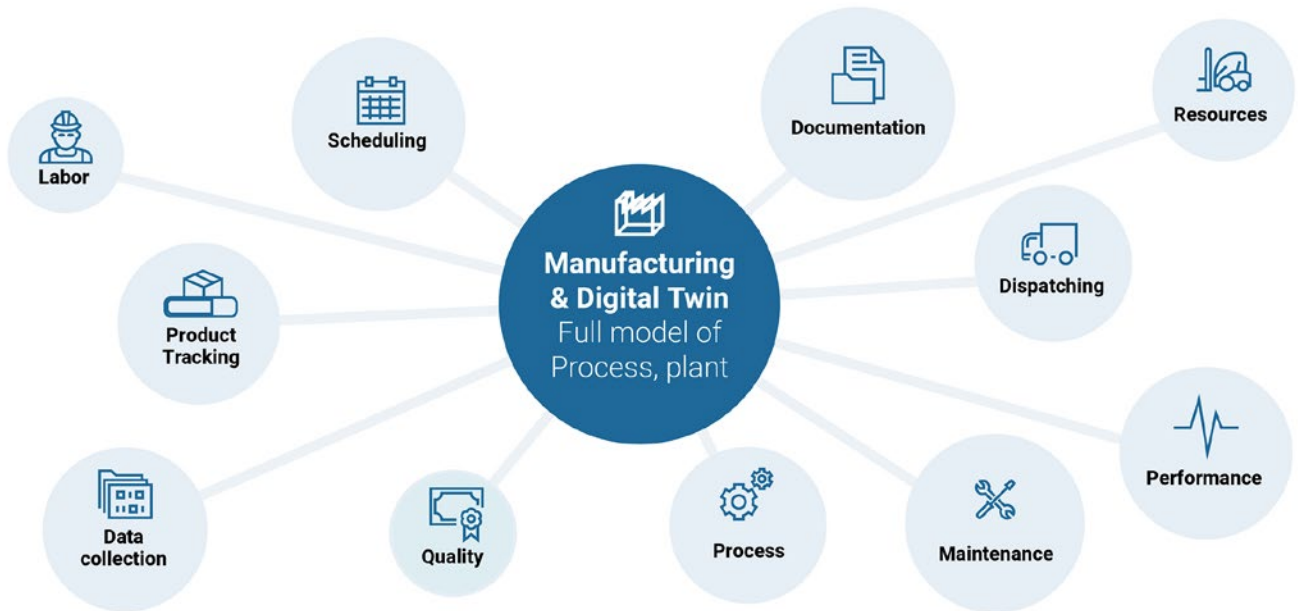 Labor
Scheduling
Documentation
Resources
Manufacturing
& Digital Twin
Full model of
Process, plant
Dispatching
Product
Tracking
Performance
Data
collection
Quality
Process
Maintenance